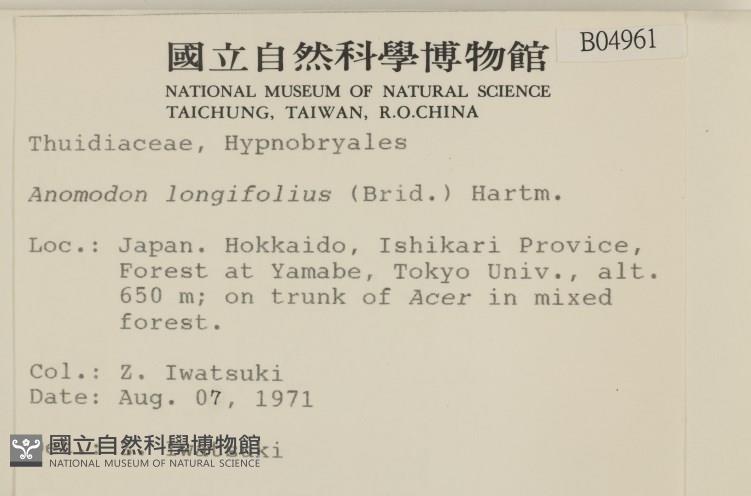 國立自然科學博物館
B04961
NATIONAL MUSEUM OF NATURAL SCIENCE
TAICHUNG, TAIWAN, R.O.CHINA
Thuidiaceae, Hypnobryales
Anomodon longifolius (Brid.) Hartm.
Loc.: Japan. Hokkaido, Ishikari Provice,
Forest at Yamabe, Tokyo Univ., alt.
650 m; on trunk of Acer in mixed
forest.
Col.: Z. Iwatsuki
Date: Aug. 07, 1971
Iwatsuki
國立自然科學博物館
NATIONAL MUSEUM OF NATURAL SCIENCE